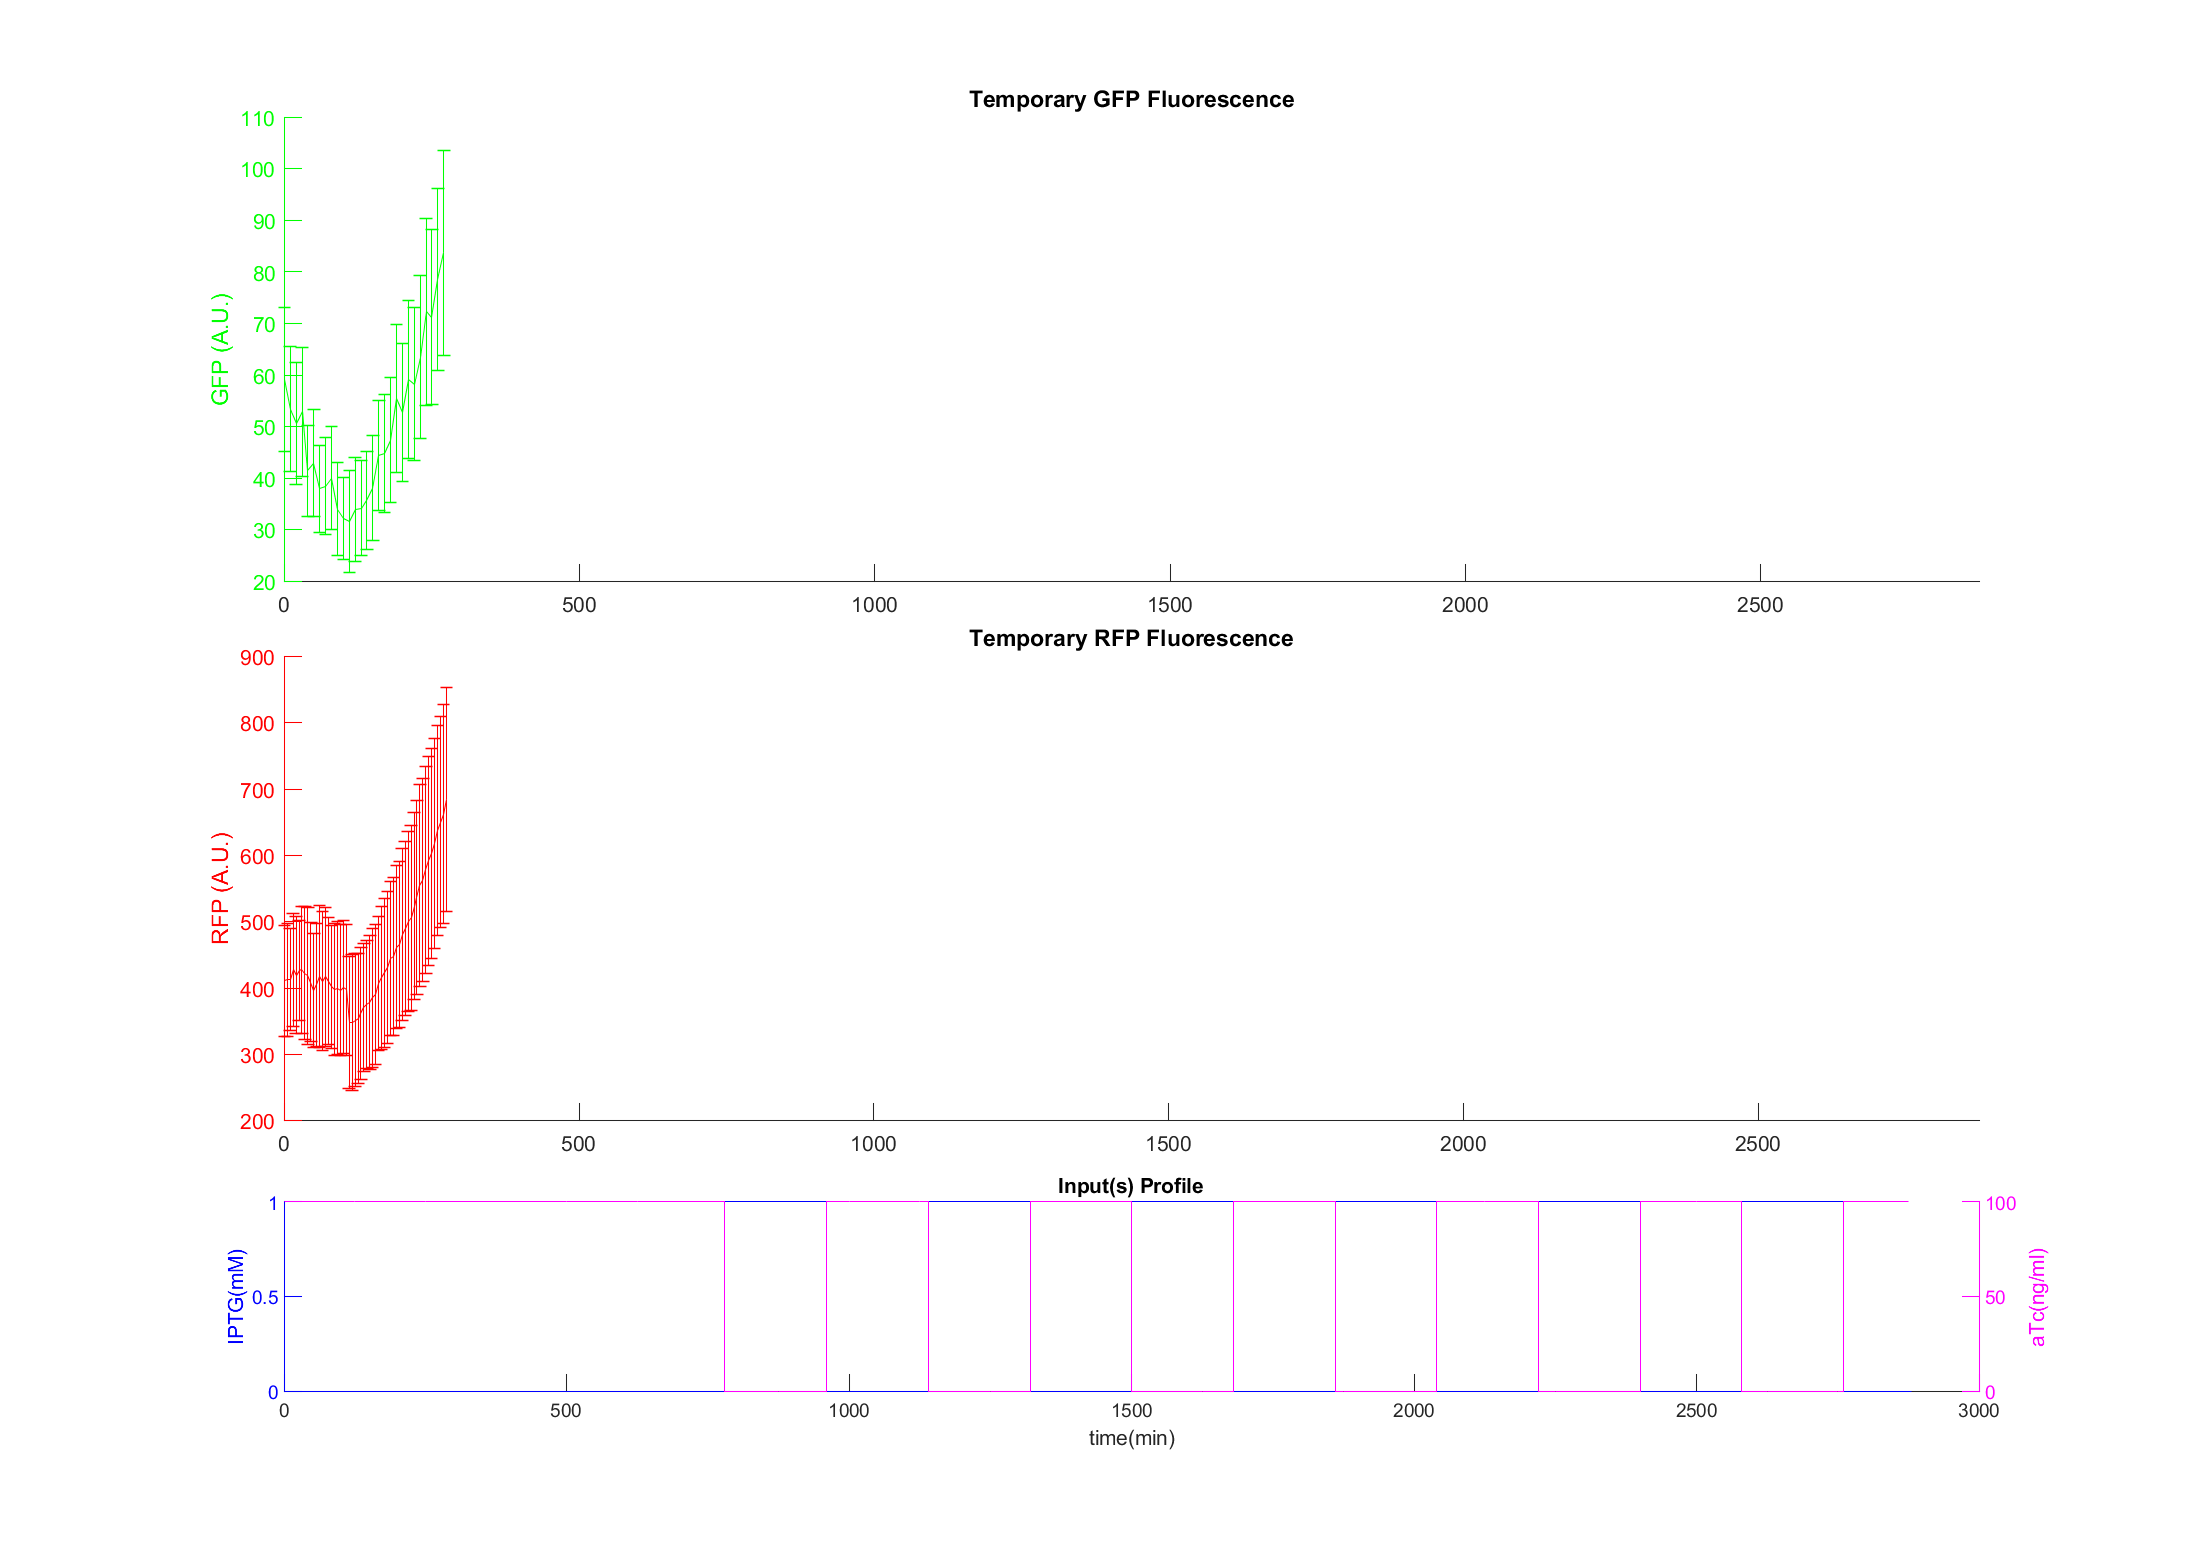 Temporary GFP Fluorescence
110
100
90
80
70
60
50
40
30
20
GFP (A.U.)
0 500 1000 1500 2000 2500
Temporary RFP Fluorescence
900
800
700
600
500
400
300
200
RFP (A.U.)
0 500 1000 1500 2000 2500
Input(s) Profile
1
0.5
0
IPTG(mM)
100
50
0
aTc(ng/ml)
0 500 1000 1500 2000 2500 3000
time(min)